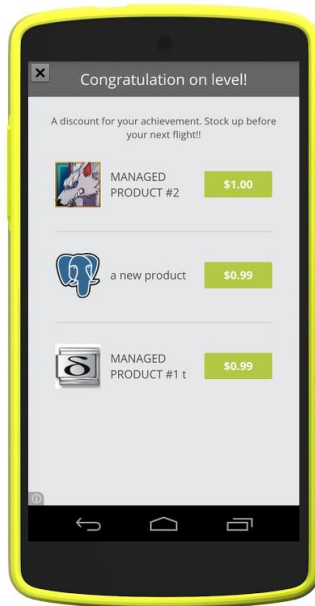 Congratulation on level!
A discount for your achievement. Stock up before
your next flight!!
MANAGED
PRODUCT #2
$1.00
a new product
$0.99
δ
MANAGED
PRODUCT #1 t
$0.99